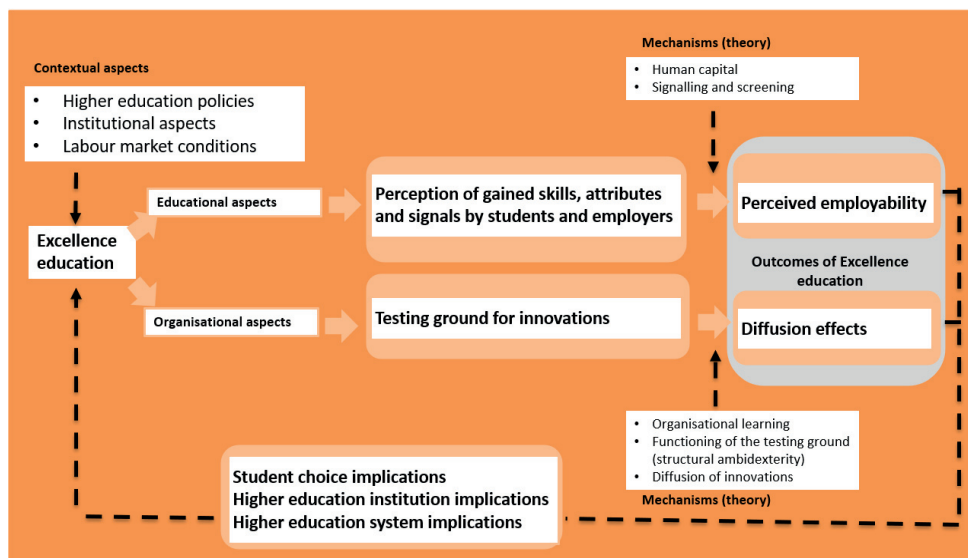 Mechanisms (theory)
• Human capital
• Signalling and screening
Contextual aspects
• Higher education policies
• Institutional aspects
• Labour market conditions
Educational aspects
Perception of gained skills, attributes
and signals by students and employers
Perceived employability
Excellence
education
Outcomes of Excellence
education
Organisational aspects
Testing ground for innovations
Diffusion effects
• Organisational learning
• Functioning of the testing ground
(structural ambidexterity)
• Diffusion of innovations
Mechanisms (theory)
Student choice implications
Higher education institution implications
Higher education system implications